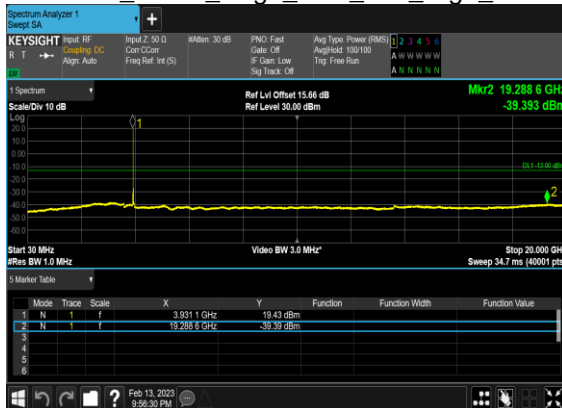 Spectrum Analyzer 1
Swept SA
+
KEYSIGHT Input: RF Input Z: 50 Ω #Atten: 30 dB PNO: Fast Avg Type: Power (RMS) 1 2 3 4 5 6
R T Coupling: DC Corr CCorr Gate: Off Avg|Hold: 100/100 A W W W W W
Align: Auto Freq Ref: Int (S) IF Gain: Low Trig: Free Run
Sig Track: Off A N N N N N
LXI
1 Spectrum Ref Lvl Offset 15.66 dB Mkr2 19.288 6 GHz
Scale/Div 10 dB Ref Level 30.00 dBm -39.393 dBm
Log
1
20.0
10.0
0.00
-10.0
DL1 -13.00 dBm
-20.0
-30.0
2
-40.0
-50.0
-60.0
Start 30 MHz Video BW 3.0 MHz* Stop 20.000 GHz
#Res BW 1.0 MHz Sweep 34.7 ms (40001 pts)
5 Marker Table
Mode Trace Scale X Y Function Function Width Function Value
1 N 1 f 3.931 1 GHz 19.43 dBm
2 N 1 f 19.288 6 GHz -39.39 dBm
3
4
5
6
? Feb 13, 2023
9:56:30 PM